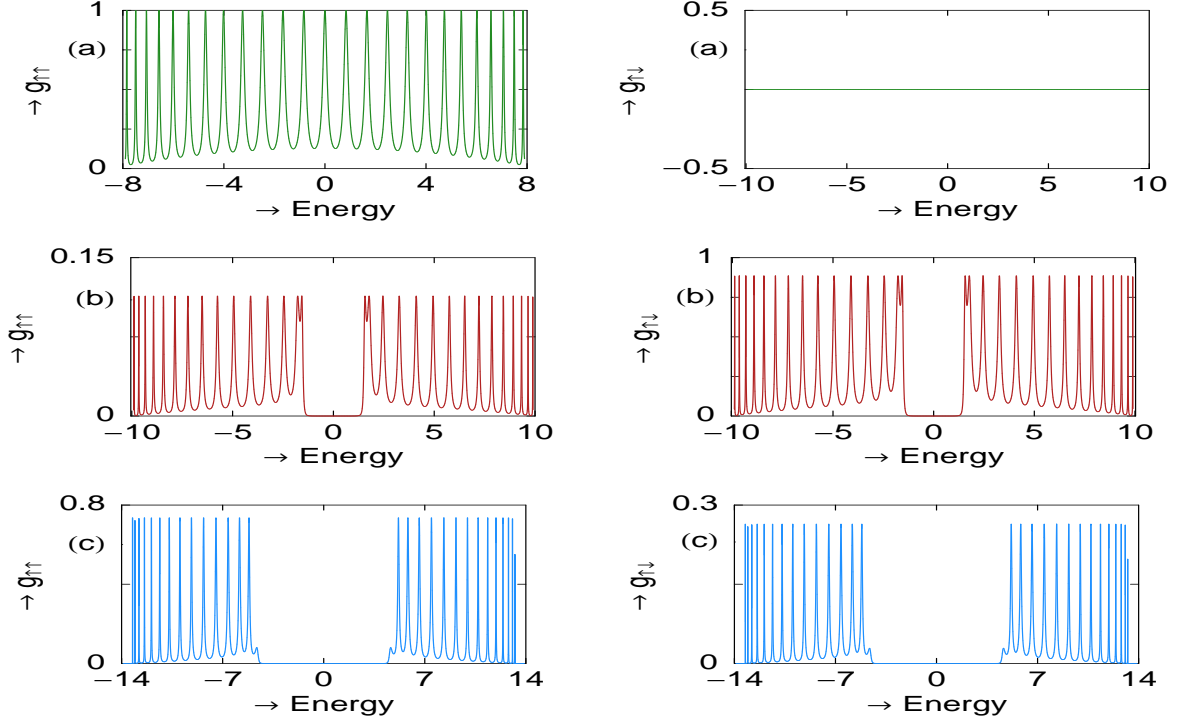 1
(a)
→ g↑↑
0
−8 −4 0 4 8
→ Energy
0.5
(a)
→ g↑↓
−0.5
−10 −5 0 5 10
→ Energy
0.15
(b)
→ g↑↑
0
−10 −5 0 5 10
→ Energy
1
(b)
→ g↑↓
0
−10 −5 0 5 10
→ Energy
0.8
(c)
→ g↑↑
0
−14 −7 0 7 14
→ Energy
0.3
(c)
→ g↑↓
0
−14 −7 0 7 14
→ Energy